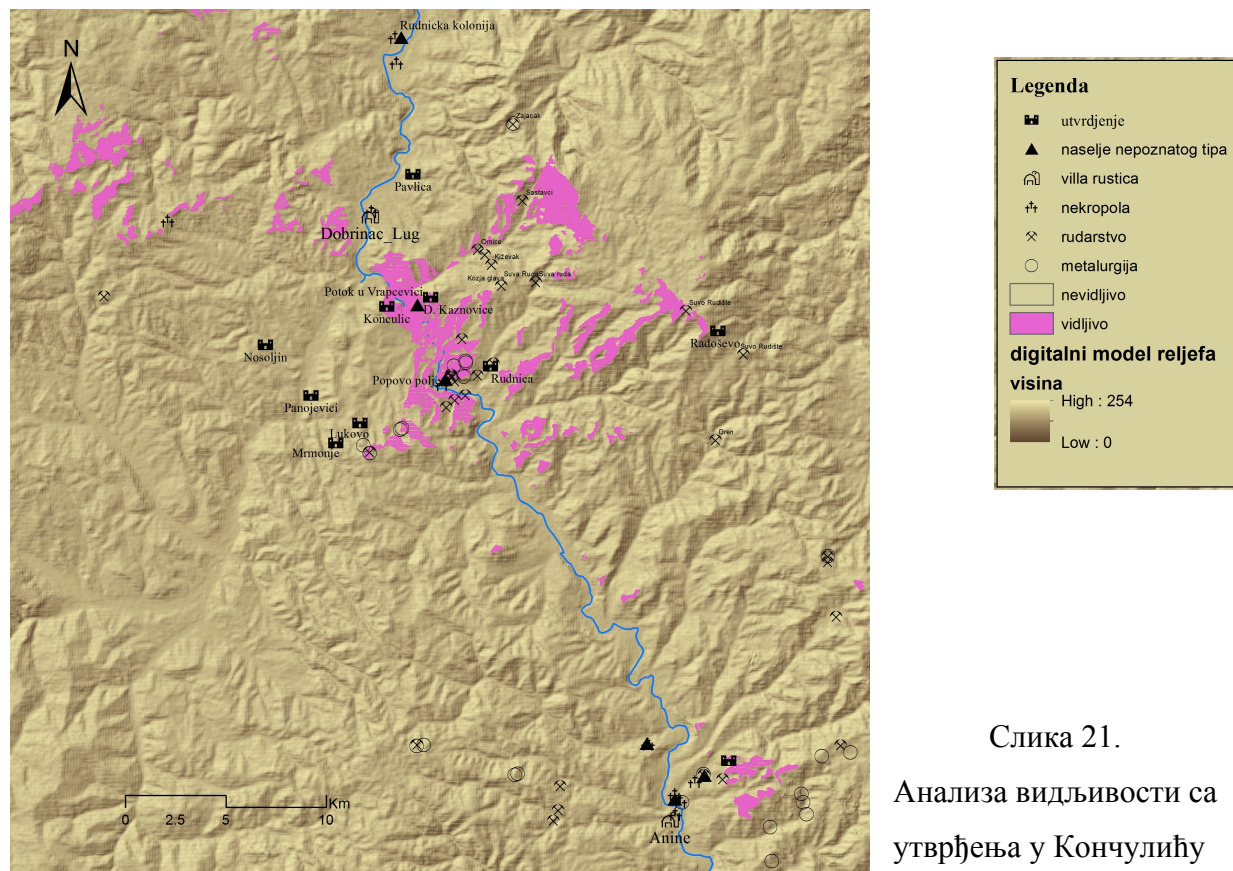 N
Rudnicka kolonija
Zajacak
Pavlica
Sastavci
Dobrinac_Lug
Ornice
Kiževak
Kozja glava
Suva Ruda
Suva ruda
Potok u Vrapcevici
D. Kaznovice
Suvo Rudište
Konculic
Radoševo
Suvo Rudište
Nosoljin
Popovo polje
Rudnica
Panojevici
Lukovo
Mrmonje
Dren
Anine
Km
0 2.5 5 10
Legenda
utvrdjenje
naselje nepoznatog tipa
villa rustica
nekropola
rudarstvo
metalurgija
nevidljivo
vidljivo
digitalni model reljefa
visina
High : 254
Low : 0
Слика 21.
Анализа видљивости са
утврђења у Кончулићу